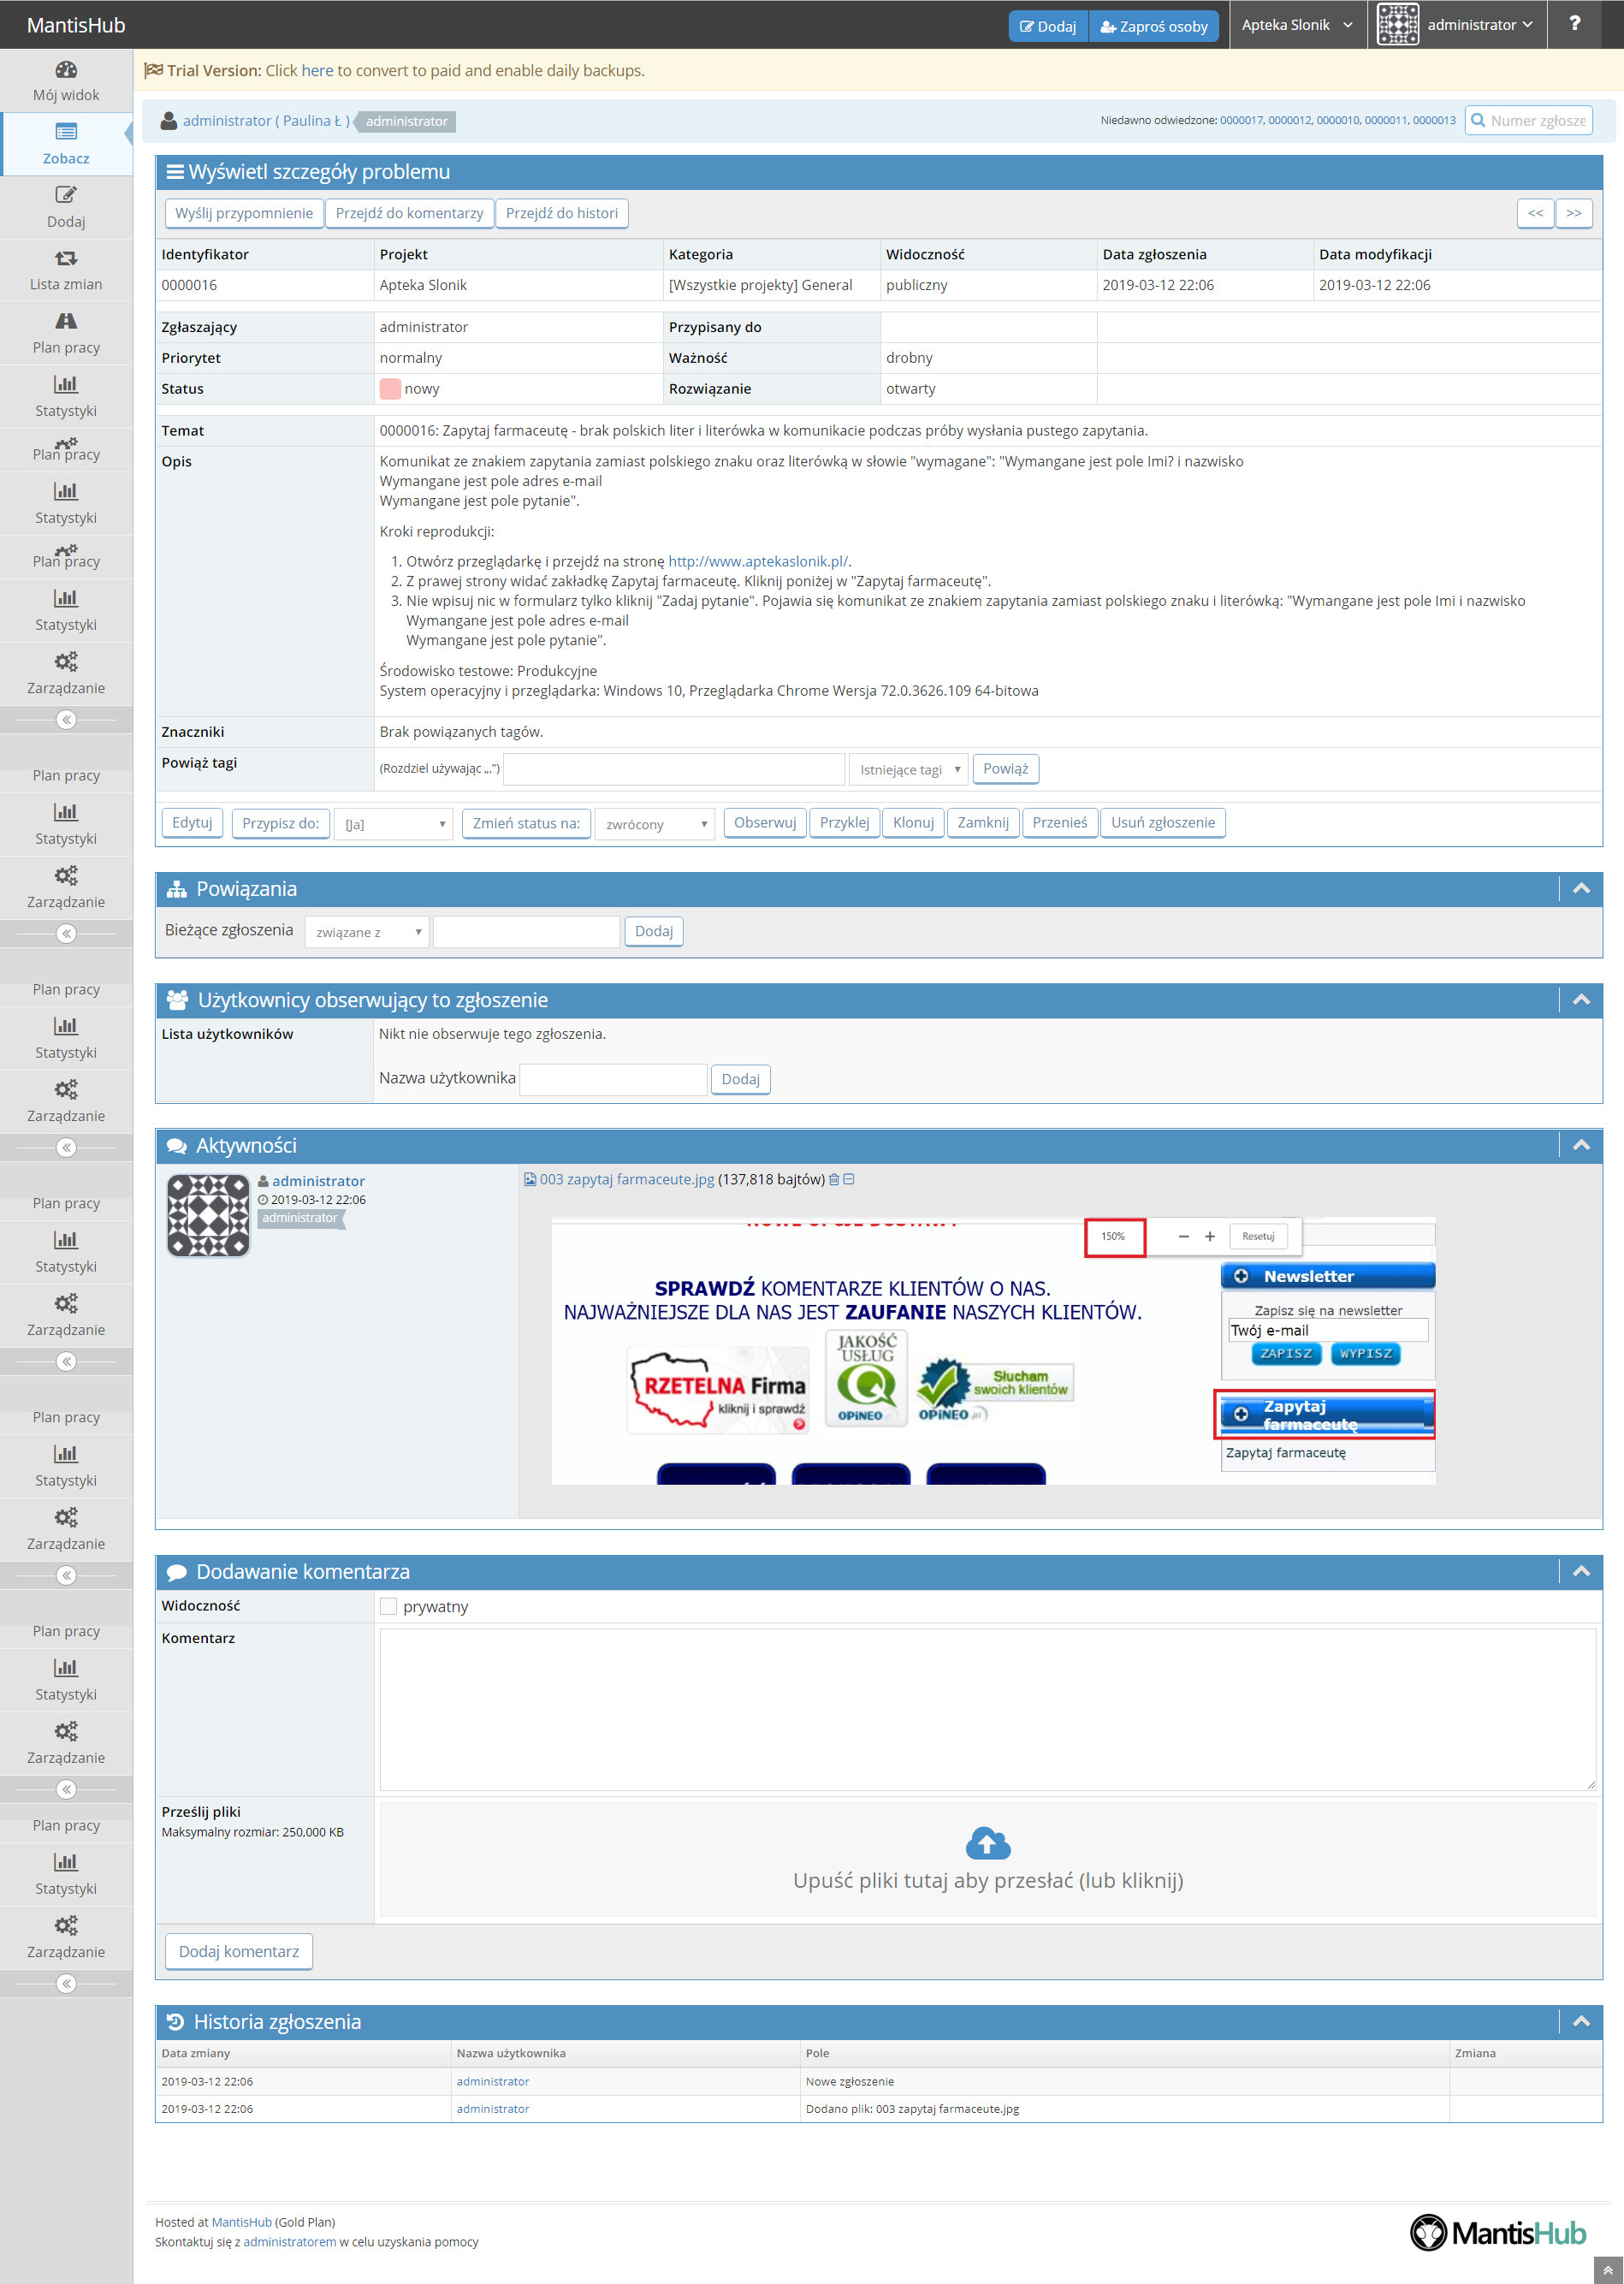 MantisHub
Dodaj
Zaproś osoby
Apteka Slonik
administrator
?
Mój widok
Zobacz
Dodaj
Lista zmian
Plan pracy
Statystyki
Plan pracy
Statystyki
Plan pracy
Statystyki
Zarządzanie
Plan pracy
Statystyki
Zarządzanie
Plan pracy
Statystyki
Zarządzanie
Plan pracy
Statystyki
Zarządzanie
Plan pracy
Statystyki
Zarządzanie
Plan pracy
Statystyki
Zarządzanie
Plan pracy
Statystyki
Zarządzanie
Trial Version: Click here to convert to paid and enable daily backups.
administrator ( Paulina Ł ) administrator
Niedawno odwiedzone: 0000017, 0000012, 0000010, 0000011, 0000013
Numer zgłosze
Wyświetl szczegóły problemu
Wyślij przypomnienie Przejdź do komentarzy Przejdź do histori << >>
Identyfikator Projekt Kategoria Widoczność Data zgłoszenia Data modyfikacji
0000016 Apteka Slonik [Wszystkie projekty] General publiczny 2019-03-12 22:06 2019-03-12 22:06
Zgłaszający administrator Przypisany do
Priorytet normalny Ważność drobny
Status nowy Rozwiązanie otwarty
Temat 0000016: Zapytaj farmaceutę - brak polskich liter i literówka w komunikacie podczas próby wysłania pustego zapytania.
Opis Komunikat ze znakiem zapytania zamiast polskiego znaku oraz literówką w słowie "wymagane": "Wymangane jest pole Imi? i nazwisko
Wymangane jest pole adres e-mail
Wymangane jest pole pytanie".
Kroki reprodukcji:
1. Otwórz przeglądarkę i przejdź na stronę http://www.aptekaslonik.pl/.
2. Z prawej strony widać zakładkę Zapytaj farmaceutę. Kliknij poniżej w "Zapytaj farmaceutę".
3. Nie wpisuj nic w formularz tylko kliknij "Zadaj pytanie". Pojawia się komunikat ze znakiem zapytania zamiast polskiego znaku i literówką: "Wymangane jest pole Imi i nazwisko
Wymangane jest pole adres e-mail
Wymangane jest pole pytanie".
Środowisko testowe: Produkcyjne
System operacyjny i przeglądarka: Windows 10, Przeglądarka Chrome Wersja 72.0.3626.109 64-bitowa
Znaczniki Brak powiązanych tagów.
Powiąż tagi (Rozdziel używając „,”) Istniejące tagi Powiąż
Edytuj Przypisz do: [Ja] Zmień status na: zwrócony Obserwuj Przyklej Klonuj Zamknij Przenieś Usuń zgłoszenie
Powiązania
Bieżące zgłoszenia związane z Dodaj
Użytkownicy obserwujący to zgłoszenie
Lista użytkowników Nikt nie obserwuje tego zgłoszenia.
Nazwa użytkownika Dodaj
Aktywności
administrator
2019-03-12 22:06
administrator
003 zapytaj farmaceute.jpg (137,818 bajtów)
NOWE OPCJE DOSTAWY
150% − + Resetuj
SPRAWDŹ KOMENTARZE KLIENTÓW O NAS.
NAJWAŻNIEJSZE DLA NAS JEST ZAUFANIE NASZYCH KLIENTÓW.
RZETELNA Firma
kliknij i sprawdź
JAKOŚĆ
USŁUG
Q
OPINEO
Słucham
swoich klientów
OPINEO.pl
Newsletter
Zapisz się na newsletter
Twój e-mail
ZAPISZ WYPISZ
Zapytaj
farmaceutę
Zapytaj farmaceutę
Dodawanie komentarza
Widoczność prywatny
Komentarz
Prześlij pliki
Maksymalny rozmiar: 250,000 KB
Upuść pliki tutaj aby przesłać (lub kliknij)
Dodaj komentarz
Historia zgłoszenia
Data zmiany Nazwa użytkownika Pole Zmiana
2019-03-12 22:06 administrator Nowe zgłoszenie
2019-03-12 22:06 administrator Dodano plik: 003 zapytaj farmaceute.jpg
Hosted at MantisHub (Gold Plan)
Skontaktuj się z administratorem w celu uzyskania pomocy
MantisHub